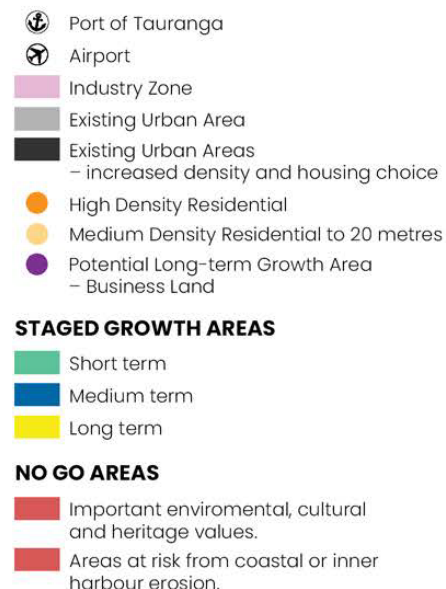 Port of Tauranga
Airport
Industry Zone
Existing Urban Area
Existing Urban Areas
– increased density and housing choice
High Density Residential
Medium Density Residential to 20 metres
Potential Long-term Growth Area
– Business Land
STAGED GROWTH AREAS
Short term
Medium term
Long term
NO GO AREAS
Important enviromental, cultural
and heritage values.
Areas at risk from coastal or inner
harbour erosion.